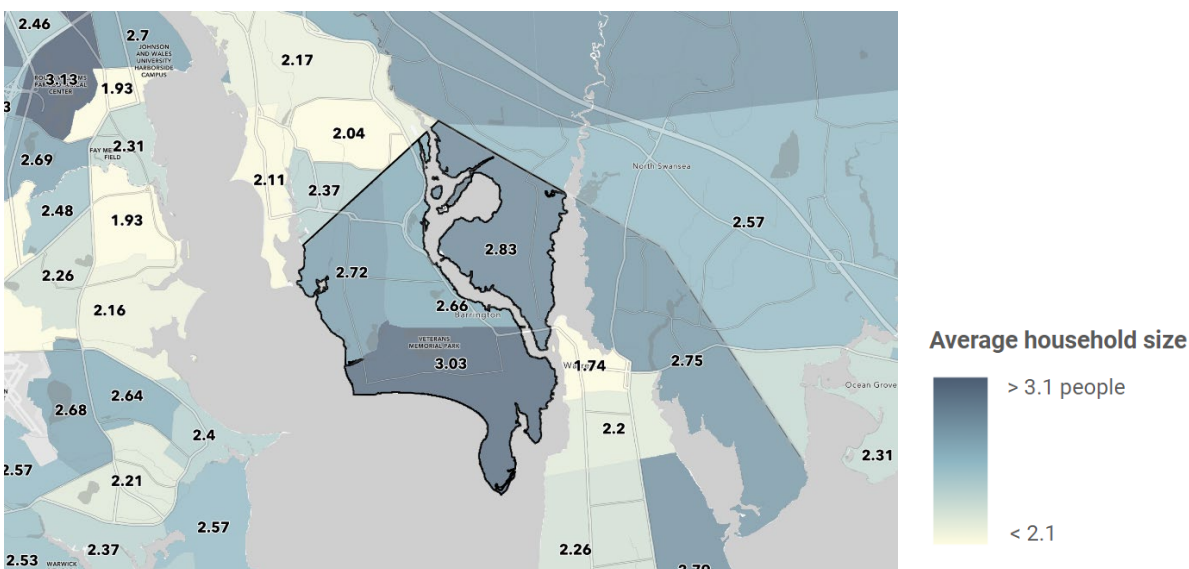 2.46
2.7
JOHNSON
AND WALES
UNIVERSITY
HARBORSIDE
CAMPUS
2.17
3.13
CENTER
1.93
3
2.04
2.31
FIELD
2.69
North Swansea
2.11
2.37
2.48
1.93
2.57
2.83
2.26
2.72
2.66
Barrington
2.16
VETERANS
MEMORIAL PARK
3.03
1.74
2.75
Average household size
> 3.1 people
Ocean Grove
2.64
2.68
2.4
2.2
2.31
2.57
2.21
2.57
< 2.1
2.37
2.26
2.53
WARWICK